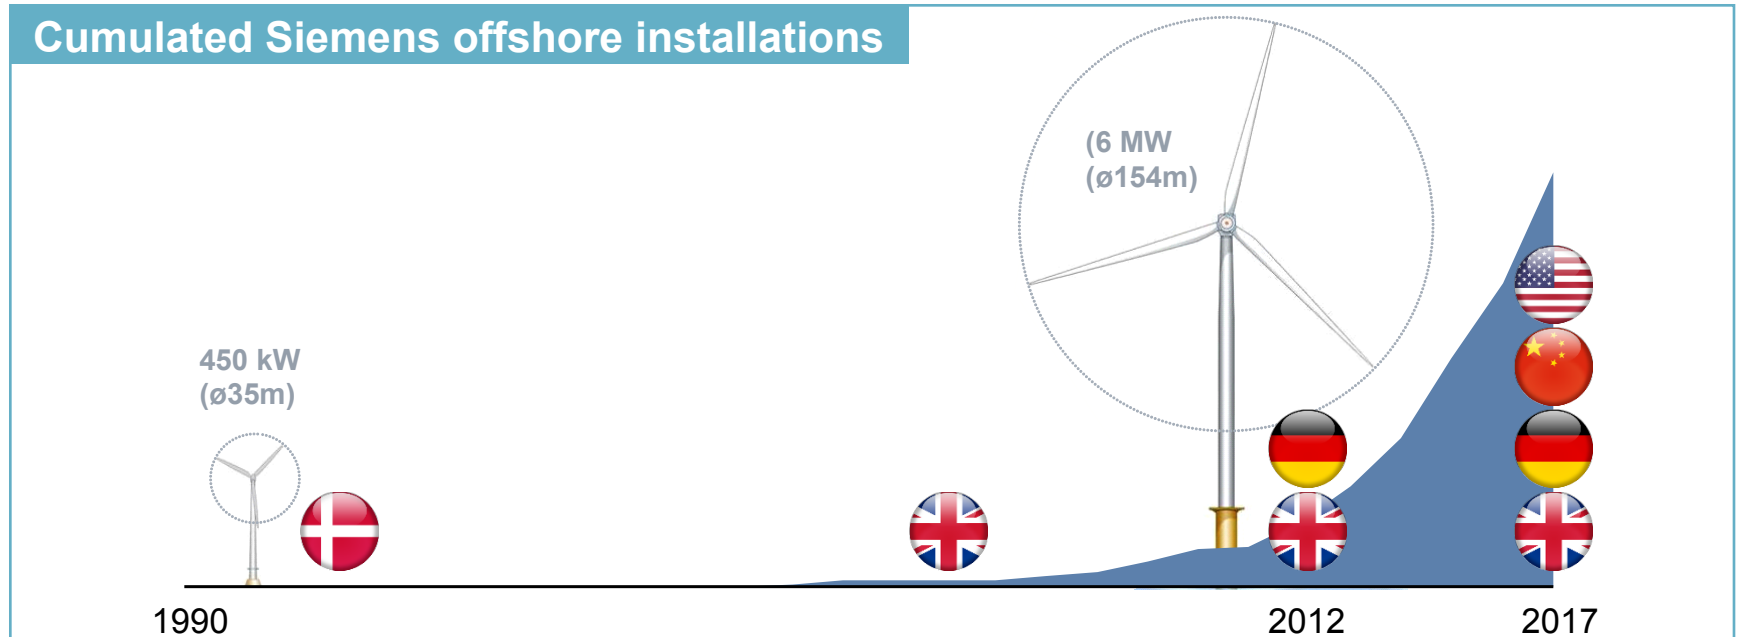 Cumulated Siemens offshore installations
(6 MW
(ø154m)
450 kW
(ø35m)
1990
2012
2017